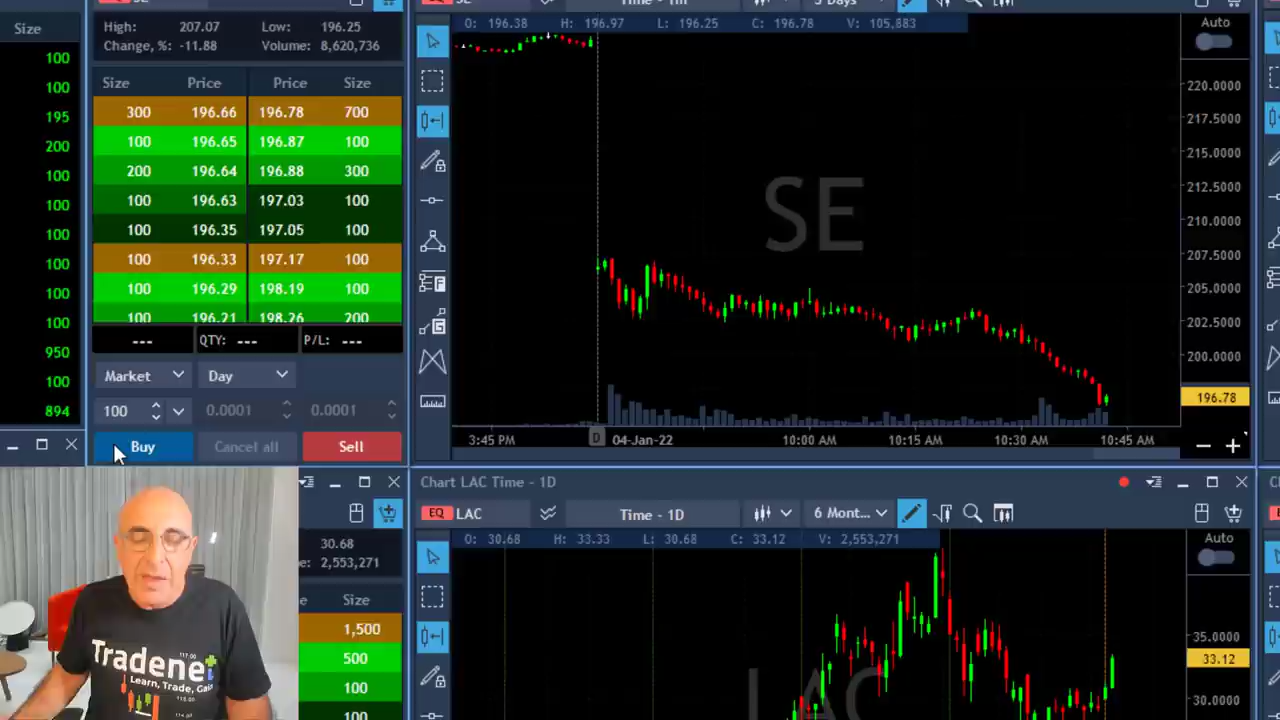 Size
100
100
195
200
100
100
100
100
100
950
100
894
High: 207.07 Low: 196.25
Change, %: -11.88 Volume: 8,620,736
Size Price Price Size
300 196.66 196.78 700
100 196.65 196.87 100
200 196.64 196.88 300
100 196.63 197.03 100
100 196.35 197.05 100
100 196.33 197.17 100
100 196.29 198.19 100
100 196.21 198.26 200
--- QTY: --- P/L: ---
Market Day
100 0.0001 0.0001
Buy Cancel all Sell
O: 196.38 H: 196.97 L: 196.25 C: 196.78 V: 105,883
Auto
SE
220.0000
217.5000
215.0000
212.5000
210.0000
207.5000
205.0000
202.5000
200.0000
196.78
3:45 PM D 04-Jan-22 10:00 AM 10:15 AM 10:30 AM 10:45 AM
Chart LAC Time - 1D
EQ LAC Time - 1D 6 Mont...
O: 30.68 H: 33.33 L: 30.68 C: 33.12 V: 2,553,271
Auto
LAC
35.0000
33.12
30.0000
30.68
e: 2,553,271
e Size
1,500
500
100
100
Tradenet
Learn, Trade, Gain